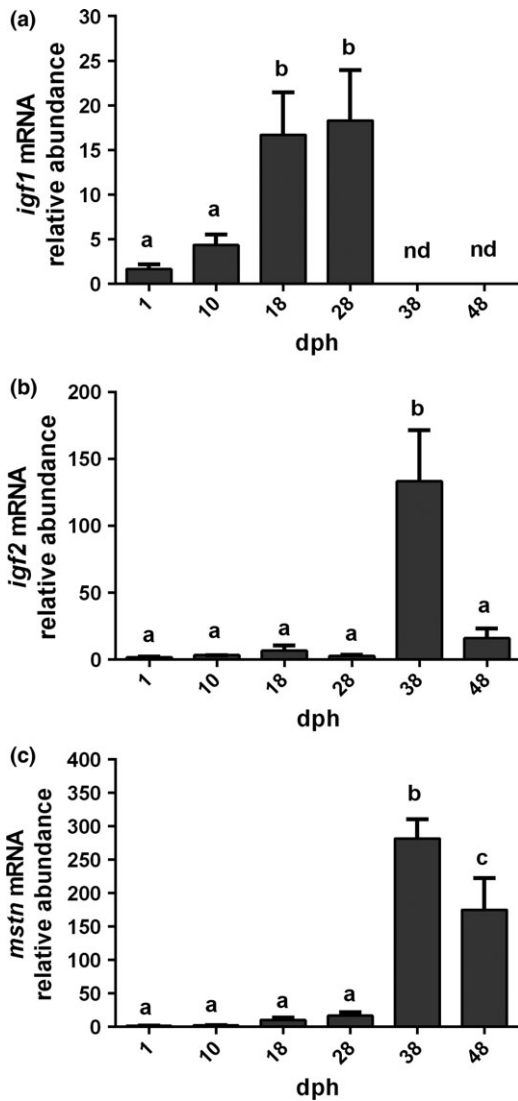 (a)
igf1 mRNA
relative abundance
30
25
20
15
10
5
0
a
a
b
b
nd
nd
1
10
18
28
38
48
dph
(b)
igf2 mRNA
relative abundance
200
150
100
50
0
a
a
a
a
b
a
1
10
18
28
38
48
dph
(c)
mstn mRNA
relative abundance
400
350
300
250
200
150
100
50
0
a
a
a
a
b
c
1
10
18
28
38
48
dph